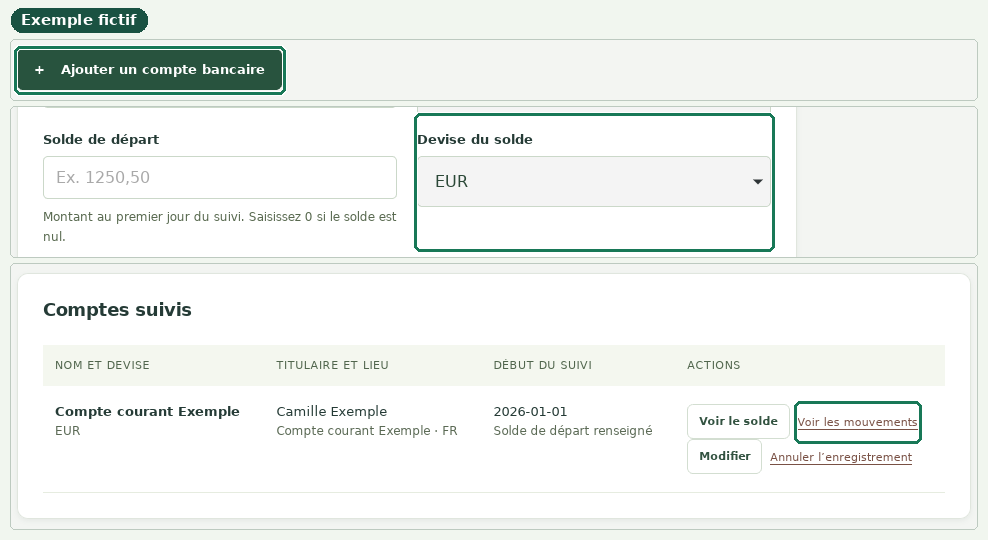 Exemple fictif
+ Ajouter un compte bancaire
Solde de départ
Devise du solde
Ex. 1250,50
EUR
Montant au premier jour du suivi. Saisissez 0 si le solde est
nul.
Comptes suivis
NOM ET DEVISE TITULAIRE ET LIEU DÉBUT DU SUIVI ACTIONS
Compte courant Exemple Camille Exemple 2026-01-01 Voir le solde Voir les mouvements
EUR Compte courant Exemple · FR Solde de départ renseigné
Modifier Annuler l’enregistrement